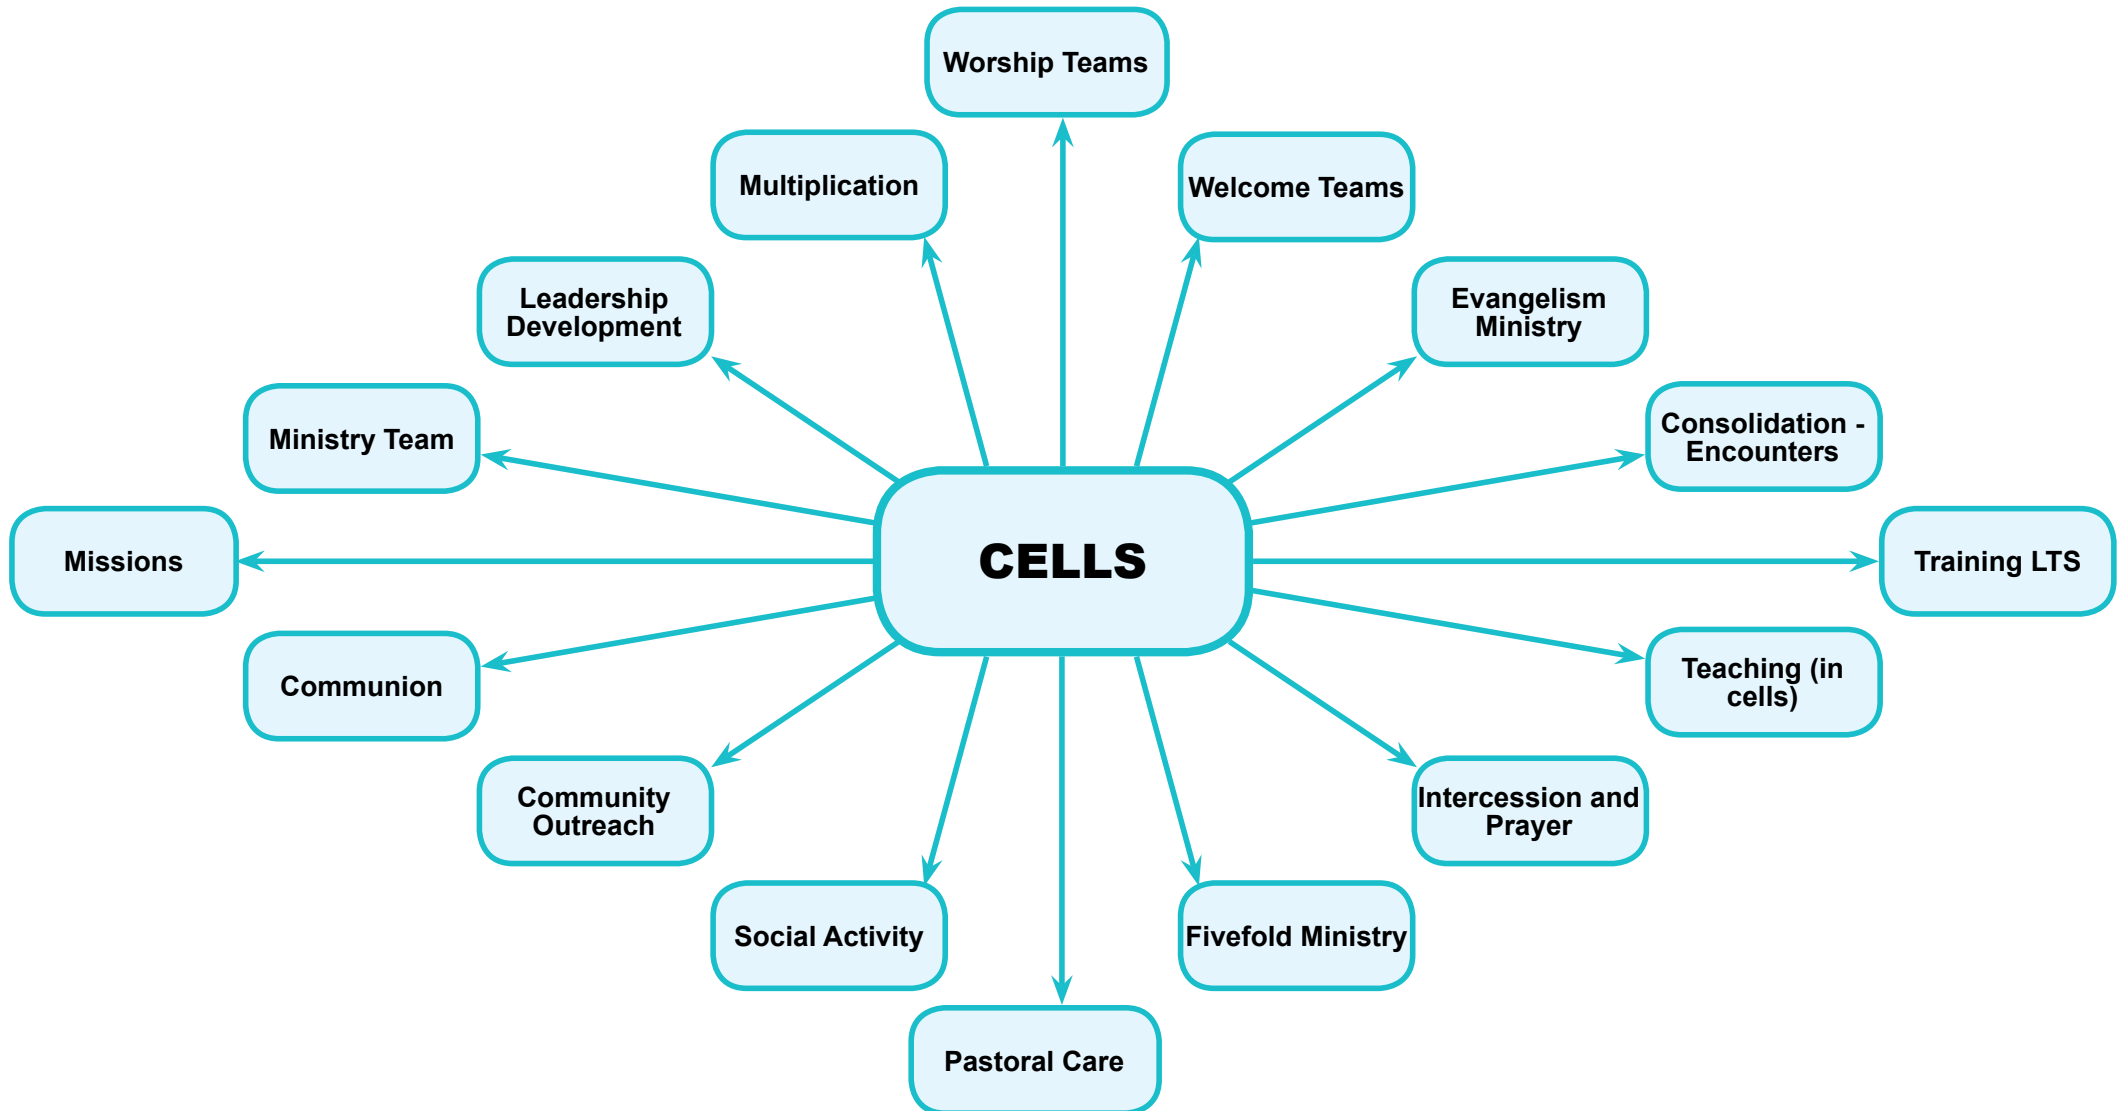 Worship Teams
Multiplication
Welcome Teams
Leadership
Development
Evangelism
Ministry
Ministry Team
Consolidation -
Encounters
Missions
CELLS
Training LTS
Communion
Teaching (in
cells)
Community
Outreach
Intercession and
Prayer
Social Activity
Fivefold Ministry
Pastoral Care